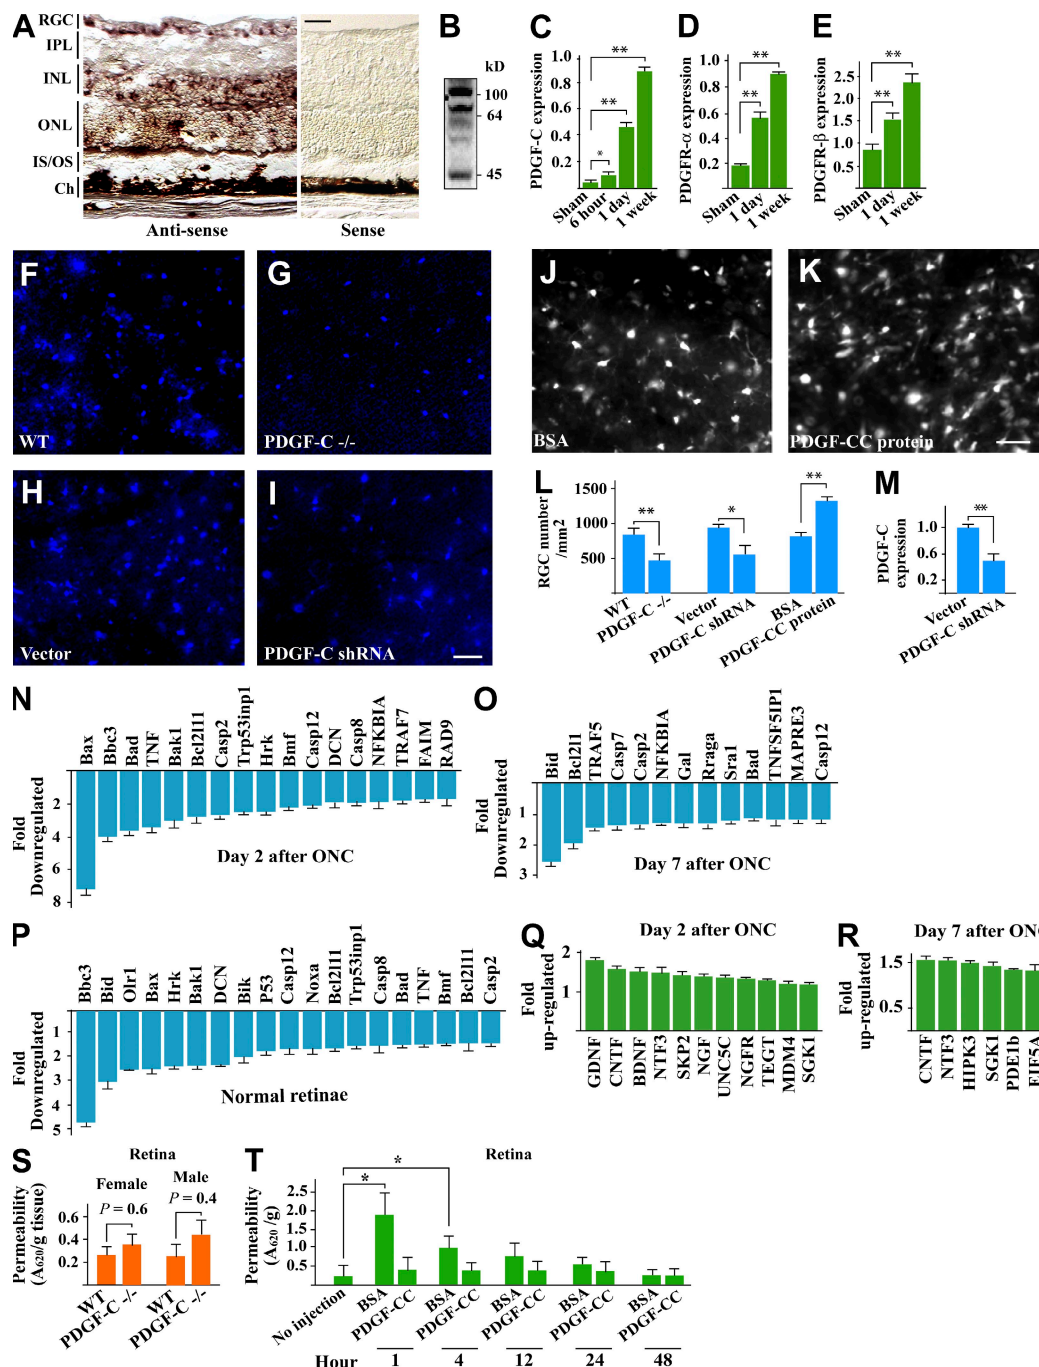 A
RGC
IPL
INL
ONL
IS/OS
Ch
Anti-sense
Sense
B
kD
100
64
45
C
PDGF-C expression
1.0
0.8
0.6
0.4
0.2
Sham
6 hour
1 day
1 week
*
**
**
D
PDGFR-α expression
1.0
0.8
0.6
0.4
0.2
Sham
1 day
1 week
**
**
E
PDGFR-β expression
2.5
2.0
1.5
1.0
0.5
Sham
1 day
1 week
**
**
F
WT
G
PDGF-C -/-
H
Vector
I
PDGF-C shRNA
J
BSA
K
PDGF-CC protein
L
RGC number
/mm2
1500
1000
500
**
*
**
WT
PDGF-C -/-
Vector
PDGF-C shRNA
BSA
PDGF-CC protein
M
PDGF-C
expression
1.0
0.6
0.2
**
Vector
PDGF-C shRNA
N
Fold
Downregulated
2
4
6
8
Bax
Bbc3
Bad
TNF
Bak1
Bcl2l11
Casp2
Trp53inp1
Hrk
Bmf
Casp12
DCN
Casp8
NFKBIA
TRAF7
FAIM
RAD9
Day 2 after ONC
O
Fold
Downregulated
1
2
3
Bid
Bcl2l1
TRAF5
Casp7
Casp2
NFKBIA
Gal
Rraga
Sra1
Bad
TNFSF5IP1
MAPRE3
Casp12
Day 7 after ONC
P
Fold
Downregulated
1
2
3
4
5
Bbc3
Bid
Olr1
Bax
Hrk
Bak1
DCN
Bik
P53
Casp12
Noxa
Bcl2l11
Trp53inp1
Casp8
Bad
TNF
Bmf
Bcl2l11
Casp2
Normal retinae
Q
Day 2 after ONC
Fold
up-regulated
2
1
GDNF
CNTF
BDNF
NTF3
SKP2
NGF
UNC5C
NGFR
TEGT
MDM4
SGK1
R
Day 7 after ONC
Fold
up-regulated
1.5
0.5
CNTF
NTF3
HIPK3
SGK1
PDE1b
EIF5A
S
Retina
Female
Male
P = 0.6
P = 0.4
Permeability
(A620/g tissue)
0.6
0.4
0.2
WT
PDGF-C -/-
WT
PDGF-C -/-
T
Retina
*
*
Permeability
(A620 /g)
2.5
2.0
1.5
1.0
0.5
No injection
BSA
PDGF-CC
BSA
PDGF-CC
BSA
PDGF-CC
BSA
PDGF-CC
BSA
PDGF-CC
Hour
1
4
12
24
48